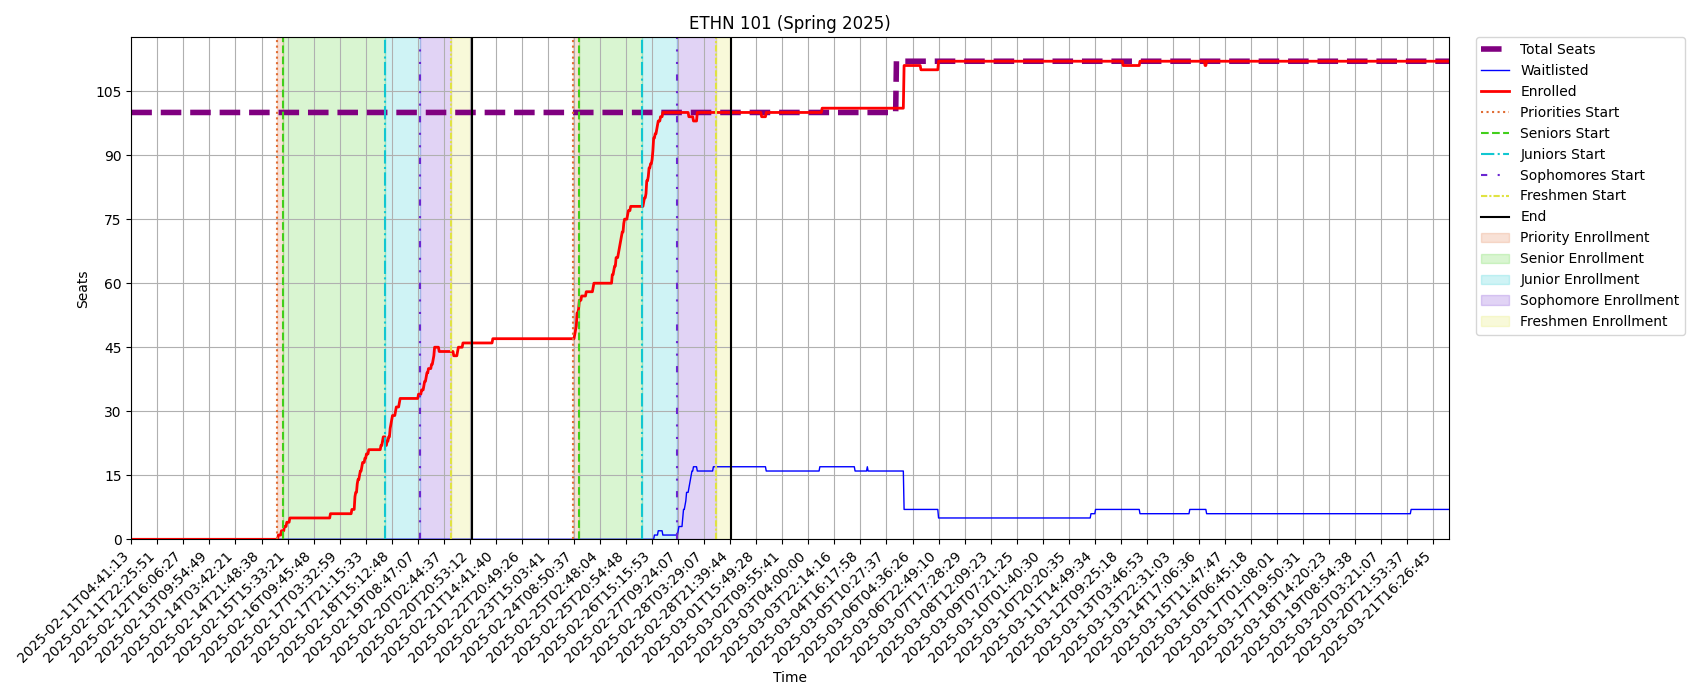 ETHN 101 (Spring 2025)
Total Seats
Waitlisted
Enrolled
Priorities Start
Seniors Start
Juniors Start
Sophomores Start
Freshmen Start
End
Priority Enrollment
Senior Enrollment
Junior Enrollment
Sophomore Enrollment
Freshmen Enrollment
Seats
105
90
75
60
45
30
15
0
2025-02-11T04:41:13
2025-02-11T22:25:51
2025-02-12T16:06:27
2025-02-13T09:54:49
2025-02-14T03:42:21
2025-02-14T21:48:38
2025-02-15T15:33:21
2025-02-16T09:45:48
2025-02-17T03:32:59
2025-02-17T21:15:33
2025-02-18T15:12:48
2025-02-19T08:47:07
2025-02-20T02:44:37
2025-02-20T20:53:12
2025-02-21T14:41:40
2025-02-22T20:49:26
2025-02-23T15:03:41
2025-02-24T08:50:37
2025-02-25T02:48:04
2025-02-25T20:54:48
2025-02-26T15:15:53
2025-02-27T09:24:07
2025-02-28T03:29:07
2025-02-28T21:39:44
2025-03-01T15:49:28
2025-03-02T09:55:41
2025-03-03T04:00:00
2025-03-03T22:14:16
2025-03-04T16:17:58
2025-03-05T10:27:37
2025-03-06T04:36:26
2025-03-06T22:49:10
2025-03-07T17:28:29
2025-03-08T12:09:23
2025-03-09T07:21:25
2025-03-10T01:40:30
2025-03-10T20:20:35
2025-03-11T14:49:34
2025-03-12T09:25:18
2025-03-13T03:46:53
2025-03-13T22:31:03
2025-03-14T17:06:36
2025-03-15T11:47:47
2025-03-16T06:45:18
2025-03-17T01:08:01
2025-03-17T19:50:31
2025-03-18T14:20:23
2025-03-19T08:54:38
2025-03-20T03:21:07
2025-03-20T21:53:37
2025-03-21T16:26:45
Time